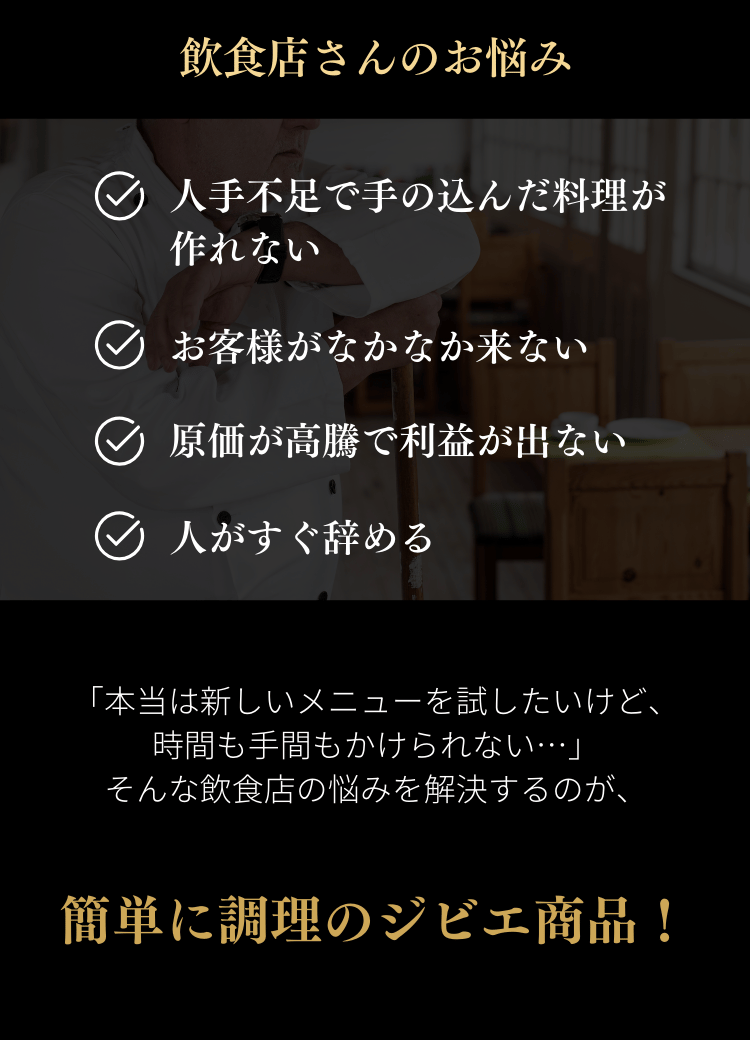 飲食店さんのお悩み
人手不足で手の込んだ料理が
作れない
お客様がなかなか来ない
原価が高騰で利益が出ない
人がすぐ辞める
「本当は新しいメニューを試したいけど、
時間も手間もかけられない…」
そんな飲食店の悩みを解決するのが、
簡単に調理のジビエ商品！